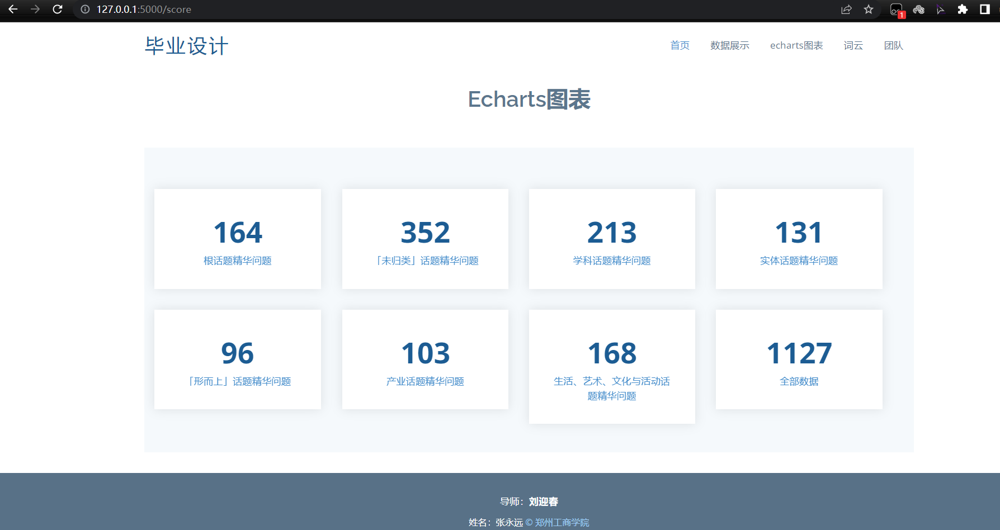 127.0.0.1:5000/score
1
毕业设计
首页 数据展示 echarts图表 词云 团队
Echarts图表
164 352 213 131
根话题精华问题 「未归类」话题精华问题 学科话题精华问题 实体话题精华问题
96 103 168 1127
「形而上」话题精华问题 产业话题精华问题 生活、艺术、文化与活动话 全部数据
题精华问题
导师：刘迎春
姓名：张永远 © 郑州工商学院